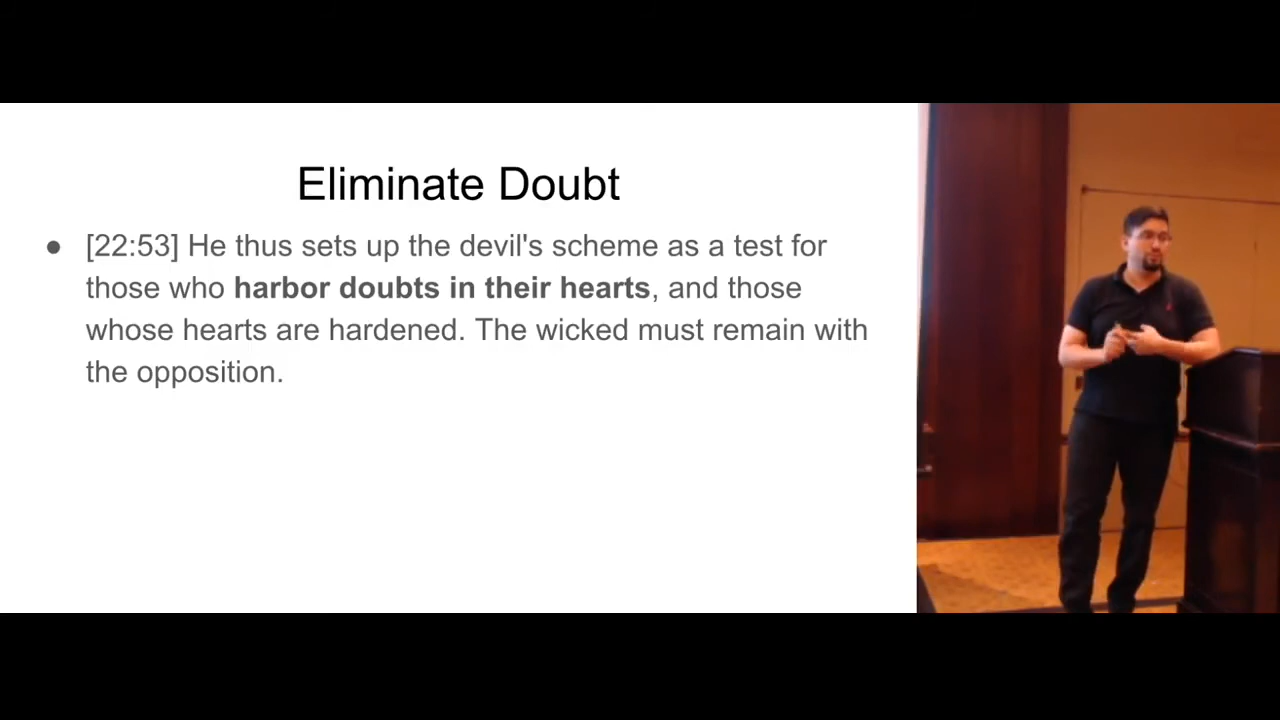 Eliminate Doubt
● [22:53] He thus sets up the devil's scheme as a test for
those who harbor doubts in their hearts, and those
whose hearts are hardened. The wicked must remain with
the opposition.